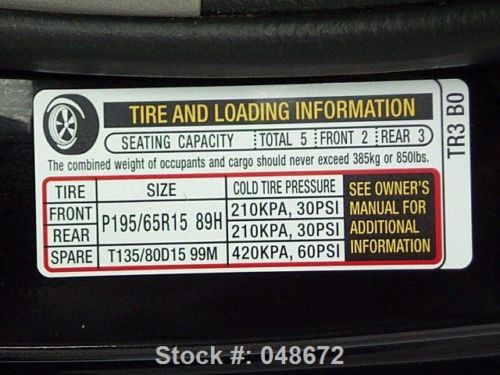 TIRE AND LOADING INFORMATION
SEATING CAPACITY TOTAL 5 FRONT 2 REAR 3
The combined weight of occupants and cargo should never exceed 385kg or 850lbs.
TIRE SIZE COLD TIRE PRESSURE
FRONT P195/65R15 89H 210KPA, 30PSI
REAR 210KPA, 30PSI
SPARE T135/80D15 99M 420KPA, 60PSI
SEE OWNER'S
MANUAL FOR
ADDITIONAL
INFORMATION
TR3 B0
Stock #: 048672